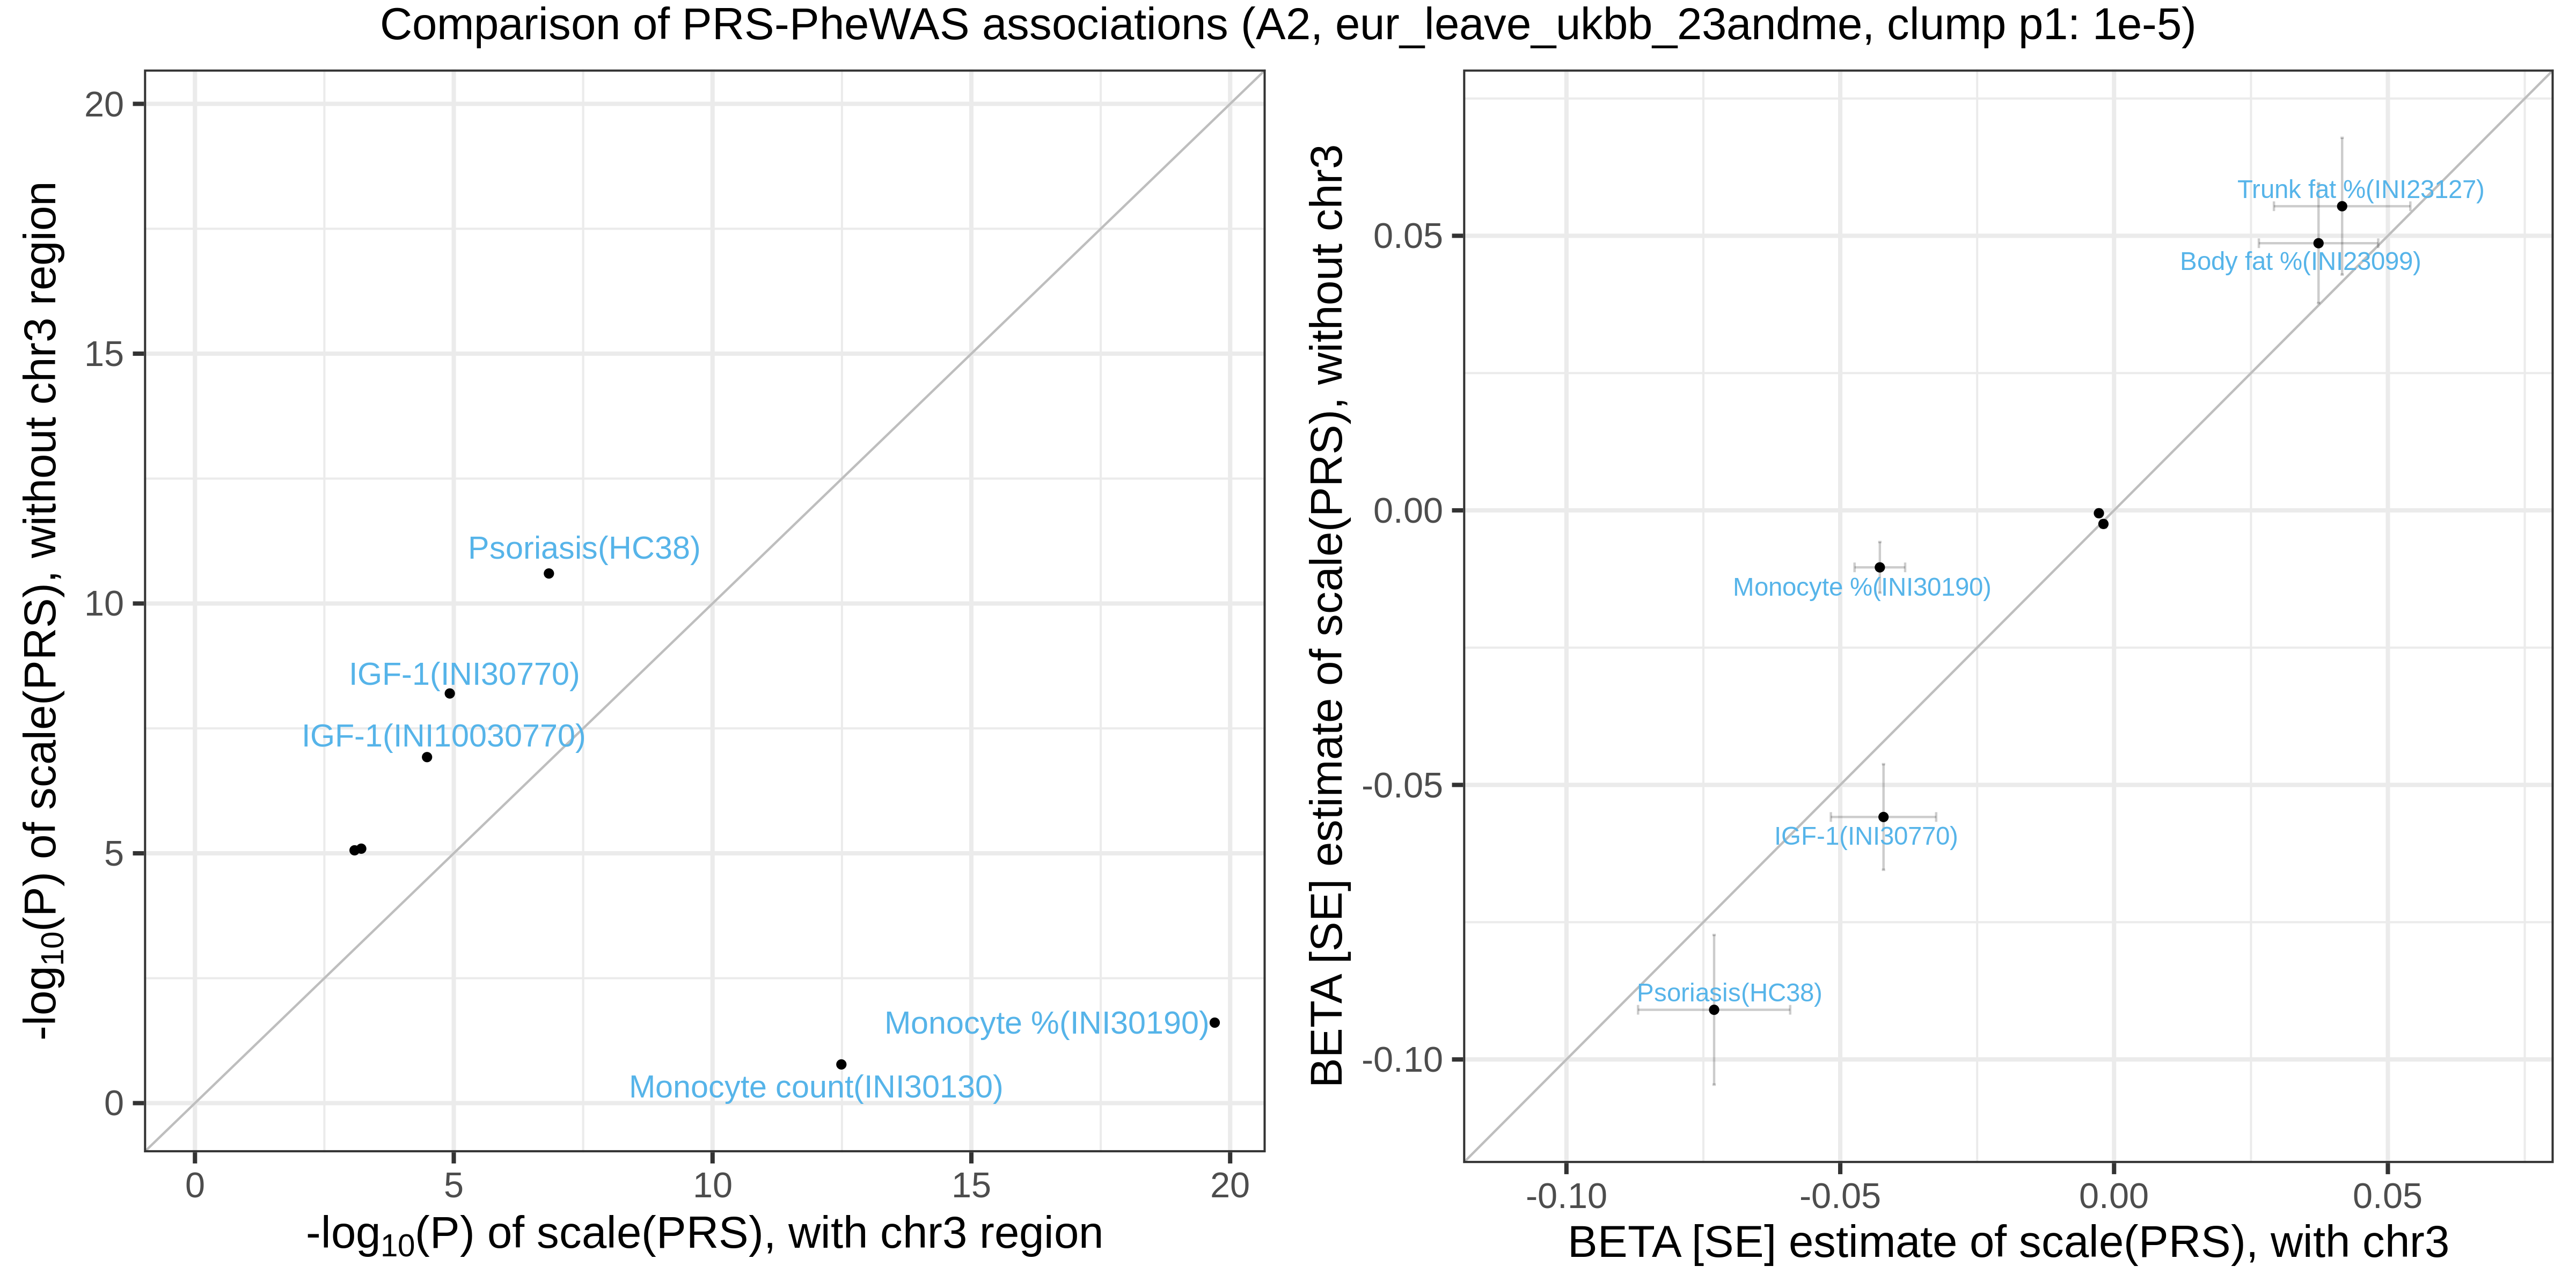 Comparison of PRS-PheWAS associations (A2, eur_leave_ukbb_23andme, clump p1: 1e-5)
-log10(P) of scale(PRS), without chr3 region
20
15
10
5
0
Psoriasis(HC38)
IGF-1(INI30770)
IGF-1(INI10030770)
Monocyte %(INI30190)
Monocyte count(INI30130)
0
5
10
15
20
-log10(P) of scale(PRS), with chr3 region
BETA [SE] estimate of scale(PRS), without chr3
0.05
0.00
-0.05
-0.10
Trunk fat %(INI23127)
Body fat %(INI23099)
Monocyte %(INI30190)
IGF-1(INI30770)
Psoriasis(HC38)
-0.10
-0.05
0.00
0.05
BETA [SE] estimate of scale(PRS), with chr3